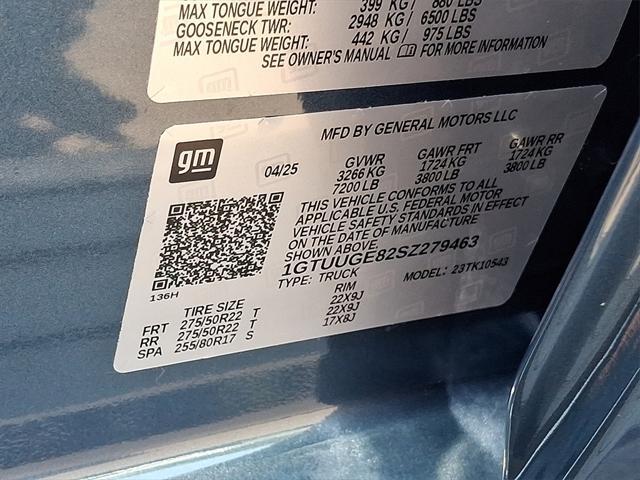 MAX TONGUE WEIGHT: 399 KG / 880 LBS
GOOSENECK TWR: 2948 KG / 6500 LBS
MAX TONGUE WEIGHT: 442 KG / 975 LBS
SEE OWNER'S MANUAL FOR MORE INFORMATION
gm
MFD BY GENERAL MOTORS LLC
04/25 GVWR GAWR FRT GAWR RR
3266 KG 1724 KG 1724 KG
7200 LB 3800 LB 3800 LB
THIS VEHICLE CONFORMS TO ALL
APPLICABLE U.S. FEDERAL MOTOR
VEHICLE SAFETY STANDARDS IN EFFECT
ON THE DATE OF MANUFACTURE
SHOWN ABOVE.
1GTUUGE82SZ279463
TYPE: TRUCK MODEL: 23TK10543
136H
TIRE SIZE RIM
FRT 275/50R22 T 22X9J
RR 275/50R22 T 22X9J
SPA 255/80R17 S 17X8J